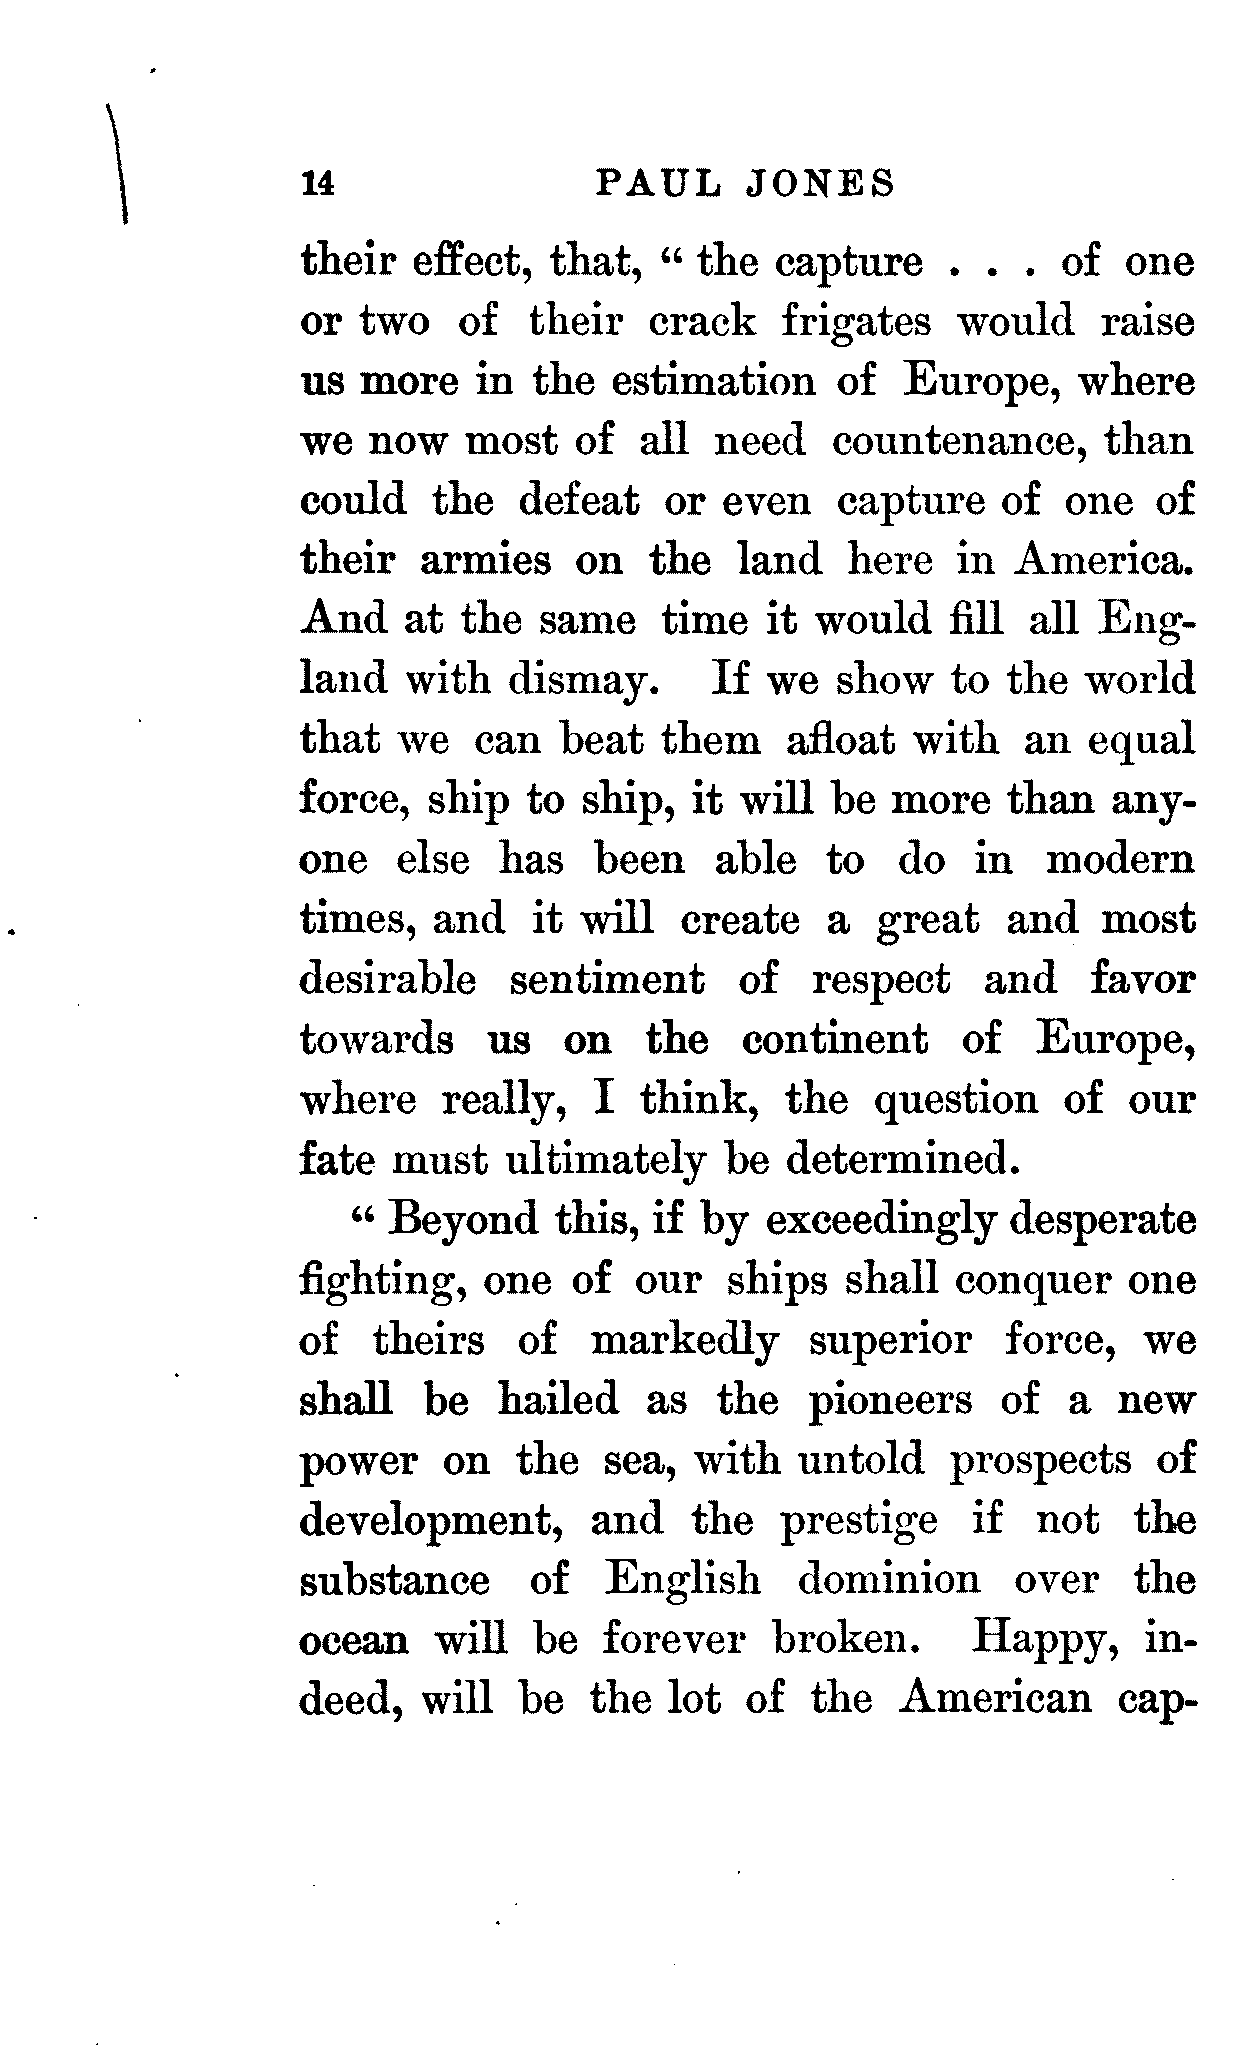 14 PAUL JONES
their effect, that, “ the capture . . . of one
or two of their crack frigates would raise
us more in the estimation of Europe, where
we now most of all need countenance, than
could the defeat or even capture of one of
their armies on the land here in America.
And at the same time it would fill all Eng-
land with dismay. If we show to the world
that we can beat them afloat with an equal
force, ship to ship, it will be more than any-
one else has been able to do in modern
times, and it will create a great and most
desirable sentiment of respect and favor
towards us on the continent of Europe,
where really, I think, the question of our
fate must ultimately be determined.
“ Beyond this, if by exceedingly desperate
fighting, one of our ships shall conquer one
of theirs of markedly superior force, we
shall be hailed as the pioneers of a new
power on the sea, with untold prospects of
development, and the prestige if not the
substance of English dominion over the
ocean will be forever broken. Happy, in-
deed, will be the lot of the American cap-